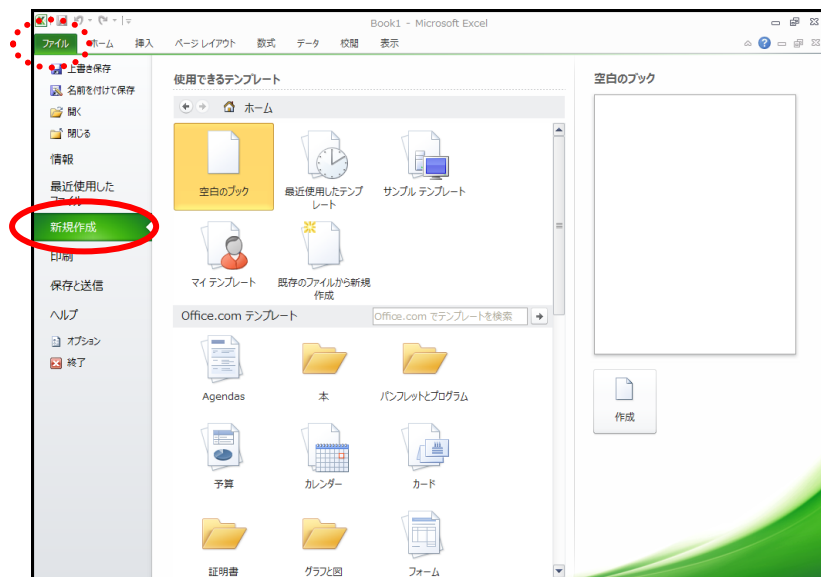 Book1 - Microsoft Excel
ファイル ホーム 挿入 ページ レイアウト 数式 データ 校閲 表示
上書き保存
名前を付けて保存
開く
閉じる
情報
最近使用した
ファイル
新規作成
印刷
保存と送信
ヘルプ
オプション
終了
使用できるテンプレート
ホーム
空白のブック
最近使用したテンプ
レート
サンプル テンプレート
マイ テンプレート
既存のファイルから新規
作成
Office.com テンプレート
Office.com でテンプレートを検索
Agendas
本
パンフレットとプログラム
予算
カレンダー
カード
証明書
グラフと図
フォーム
空白のブック
作成